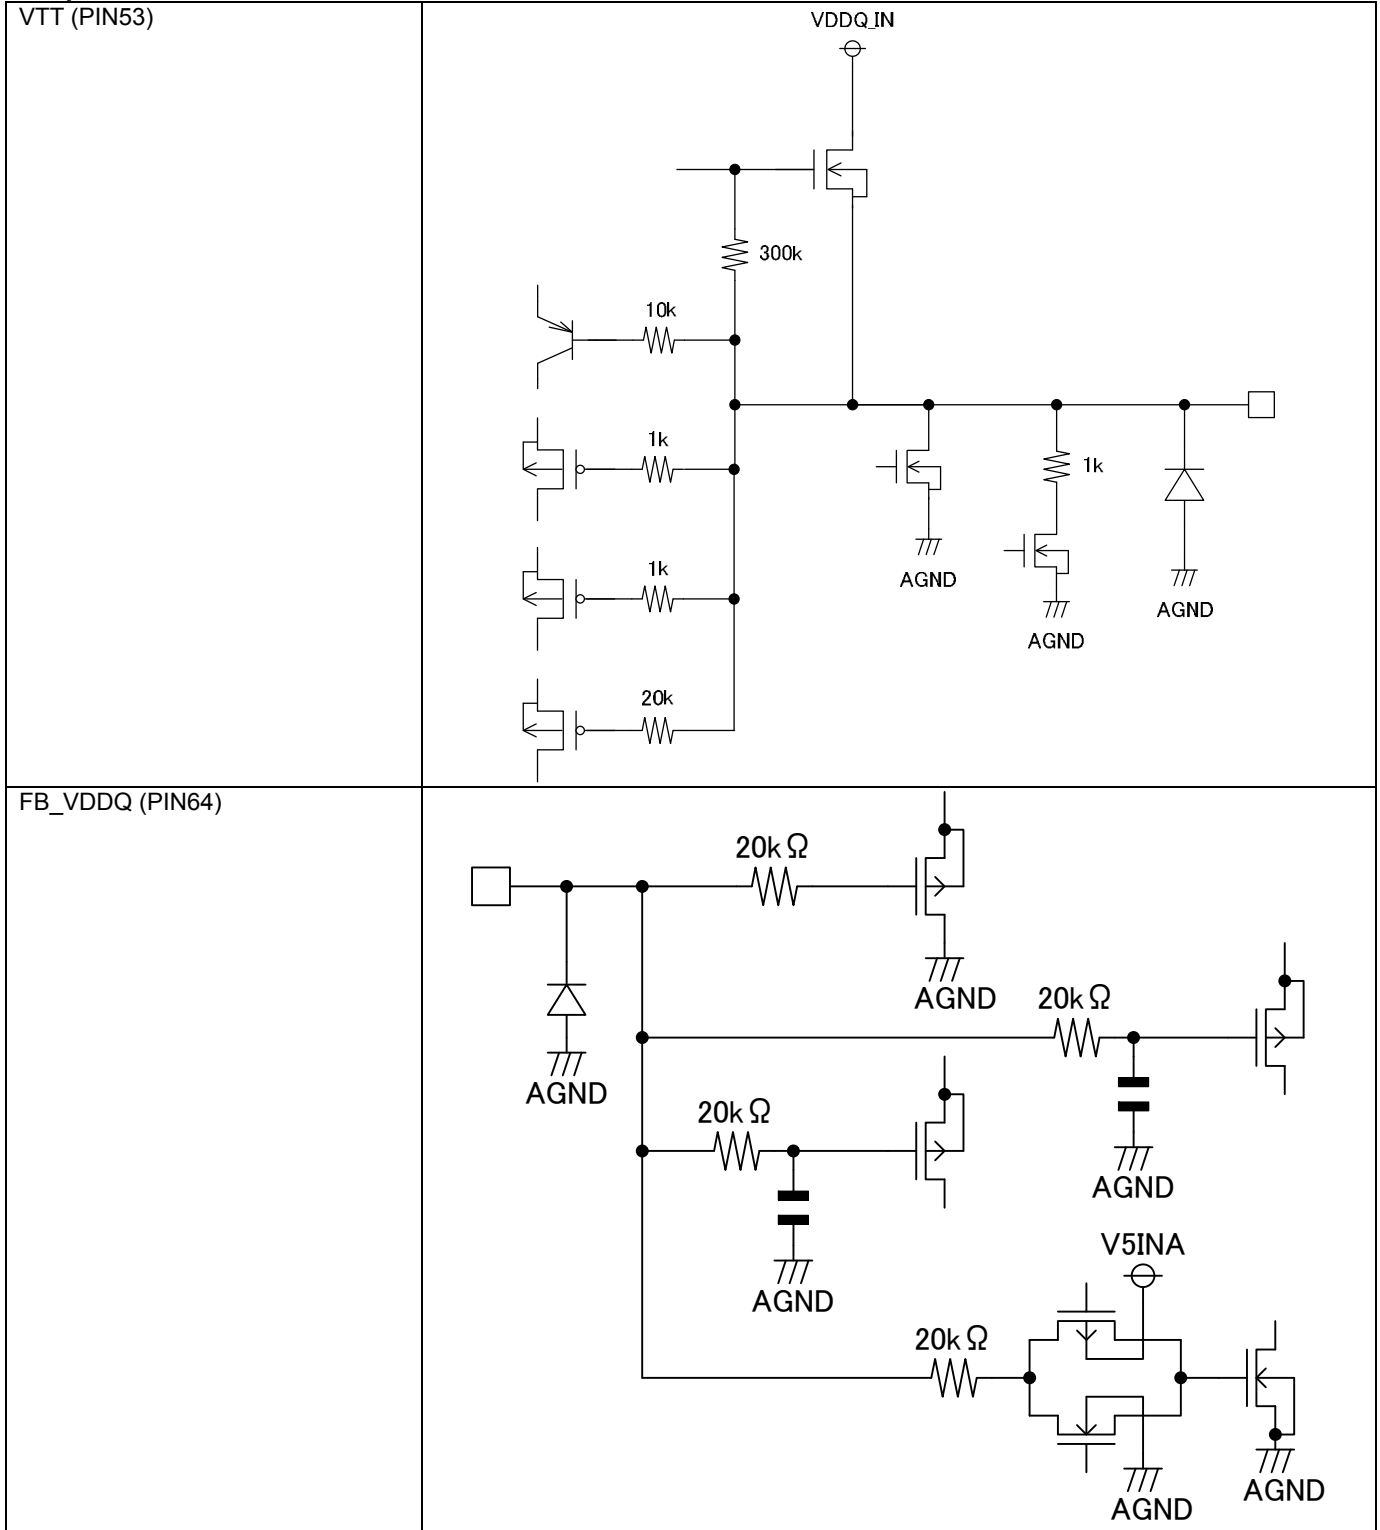 VTT (PIN53)
VDDQ_IN
300k
10k
1k
1k
AGND
1k
AGND
AGND
20k
FB_VDDQ (PIN64)
20kΩ
AGND
20kΩ
AGND
20kΩ
AGND
AGND
V5INA
20kΩ
AGND
AGND